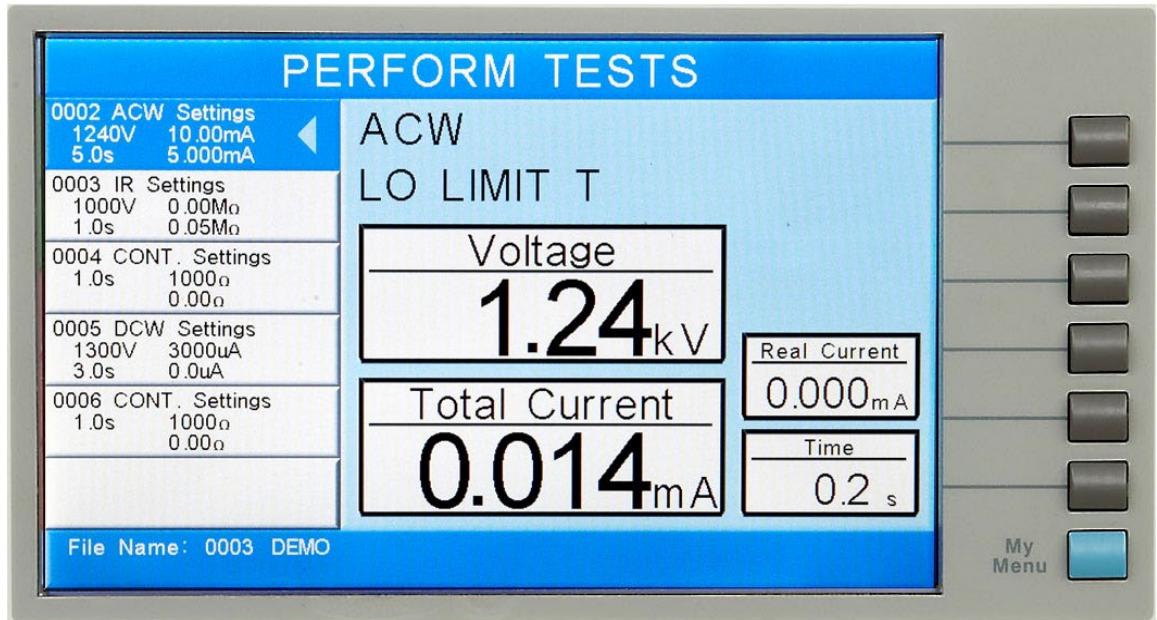 PERFORM TESTS
0002 ACW Settings
1240V 10.00mA
5.0s 5.000mA
0003 IR Settings
1000V 0.00MΩ
1.0s 0.05MΩ
0004 CONT. Settings
1.0s 1000Ω
0.00Ω
0005 DCW Settings
1300V 3000uA
3.0s 0.0uA
0006 CONT. Settings
1.0s 1000Ω
0.00Ω
File Name: 0003 DEMO
ACW
LO LIMIT T
Voltage
1.24kV
Total Current
0.014mA
Real Current
0.000mA
Time
0.2 s
My
Menu